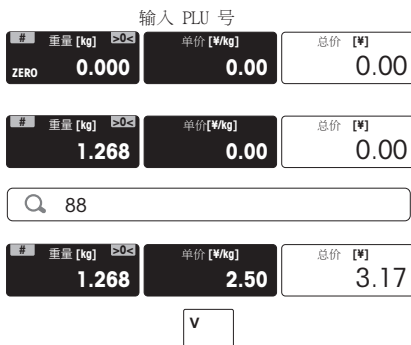 输入 PLU 号
# 重量 [kg] >0< 单价 [¥/kg] 总价 [¥]
ZERO 0.000 0.00 0.00
# 重量 [kg] >0< 单价[¥/kg] 总价 [¥]
1.268 0.00 0.00
88
# 重量 [kg] >0< 单价 [¥/kg] 总价 [¥]
1.268 2.50 3.17
V